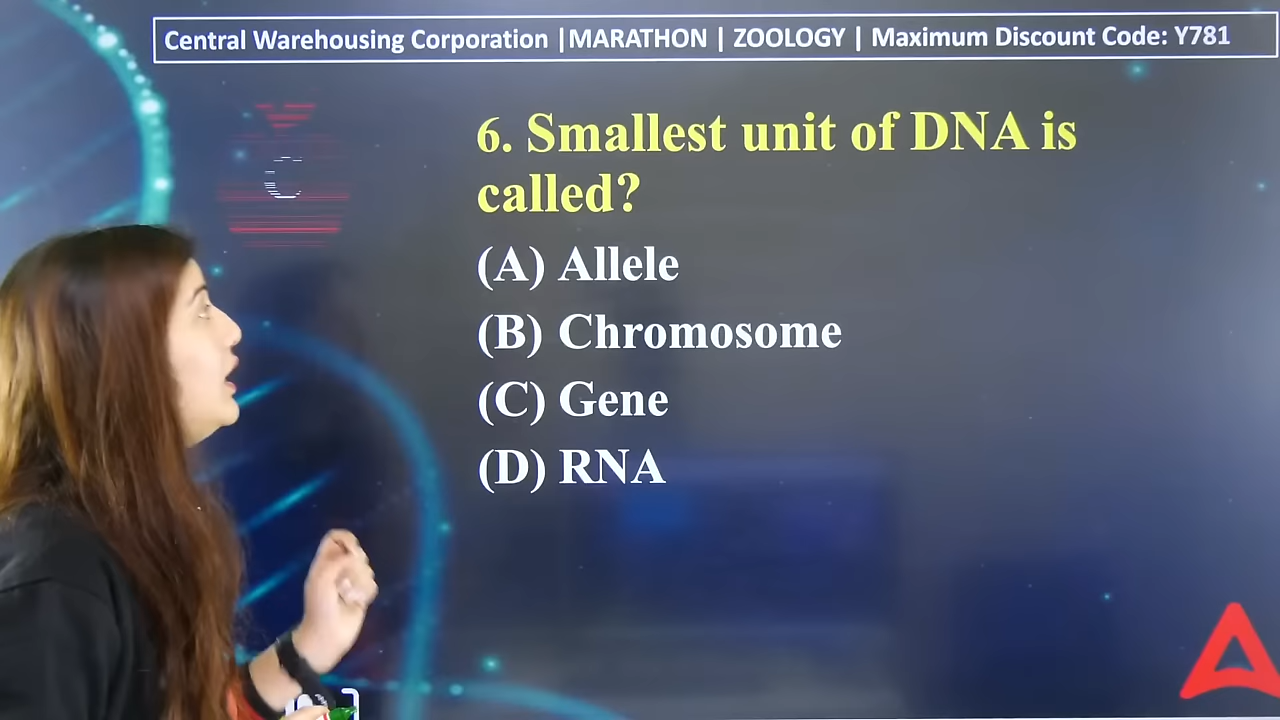 Central Warehousing Corporation |MARATHON | ZOOLOGY | Maximum Discount Code: Y781
C
6. Smallest unit of DNA is
called?
(A) Allele
(B) Chromosome
(C) Gene
(D) RNA